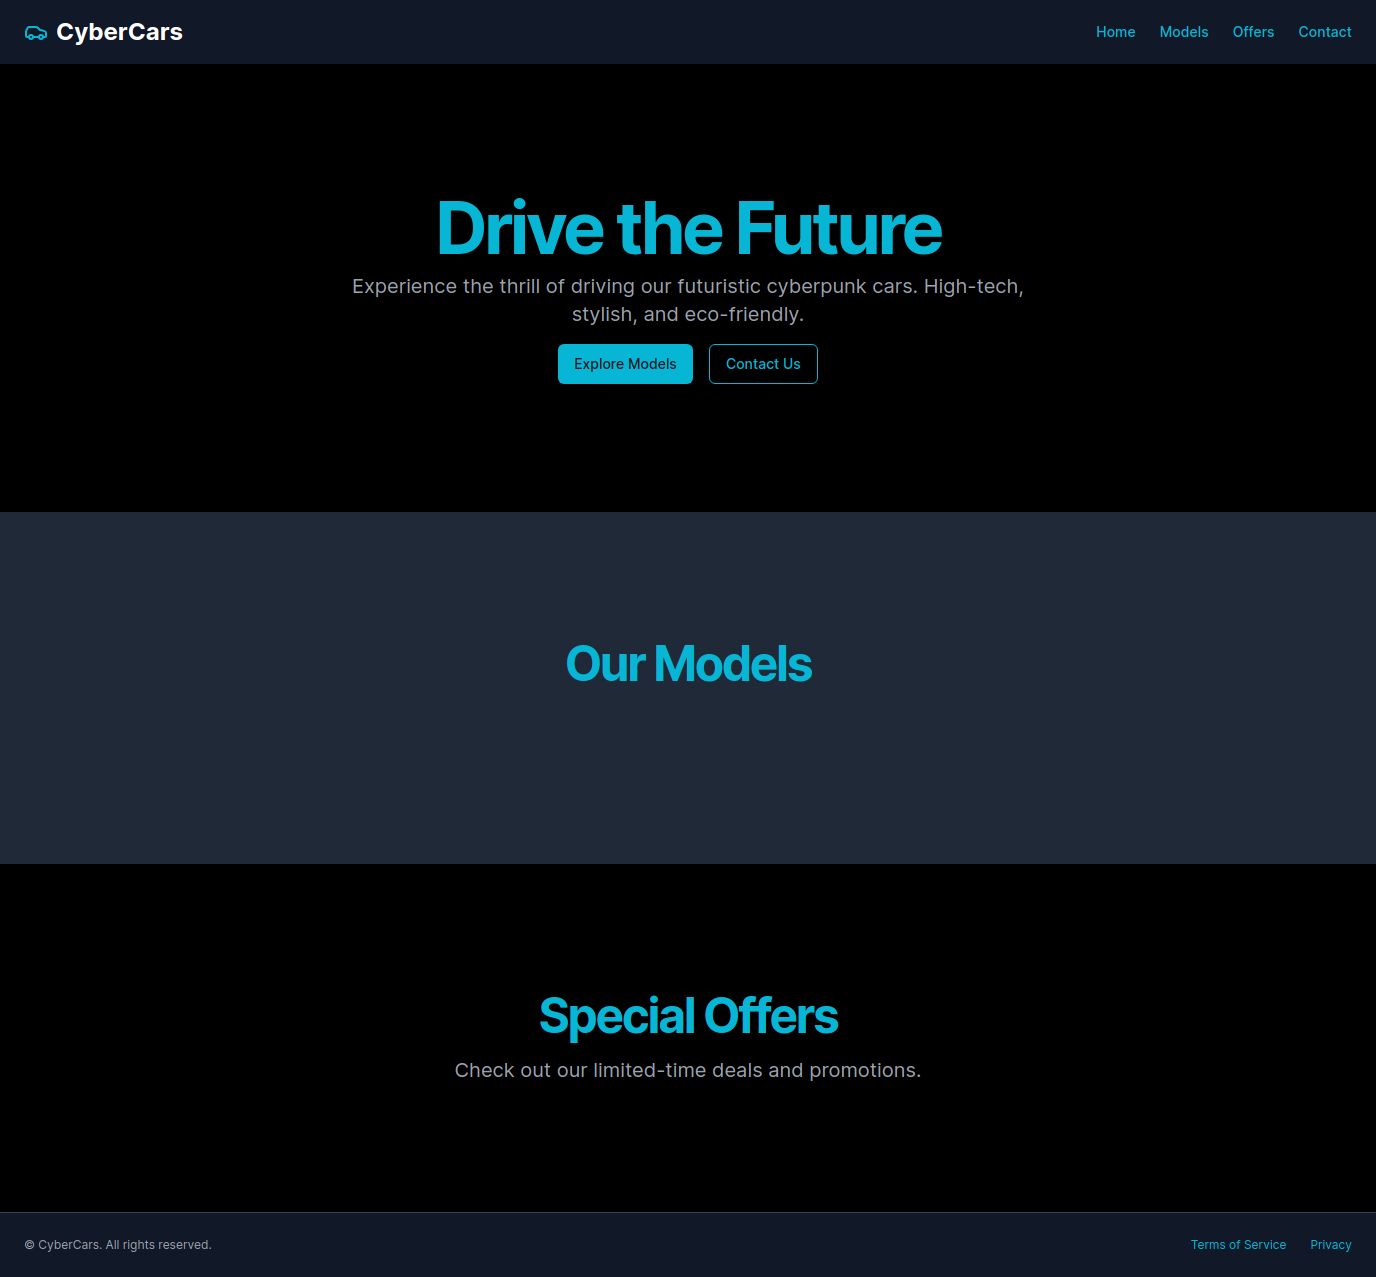 CyberCars
Home Models Offers Contact
Drive the Future
Experience the thrill of driving our futuristic cyberpunk cars. High-tech,
stylish, and eco-friendly.
Explore Models Contact Us
Our Models
Special Offers
Check out our limited-time deals and promotions.
© CyberCars. All rights reserved.
Terms of Service Privacy